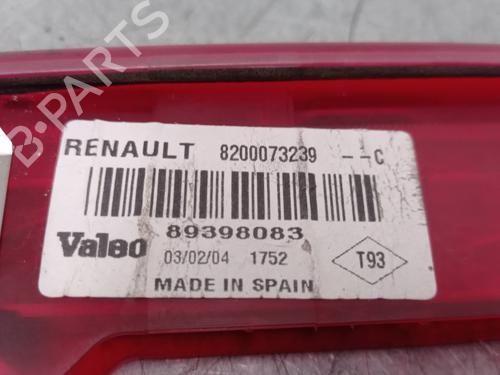 RENAULT 8200073239 --C
89398083
Valeo
03/02/04 1752
T93
MADE IN SPAIN
B-PARTS